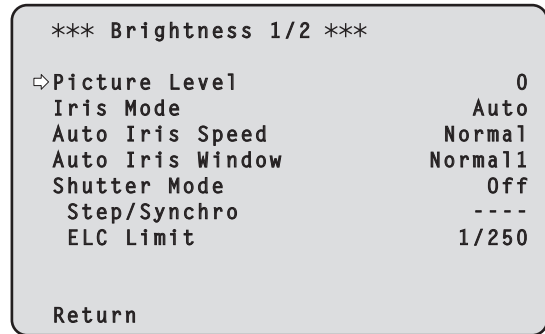 *** Brightness 1/2 ***
⇨Picture Level 0
Iris Mode Auto
Auto Iris Speed Normal
Auto Iris Window Normal1
Shutter Mode Off
Step/Synchro ----
ELC Limit 1/250
Return